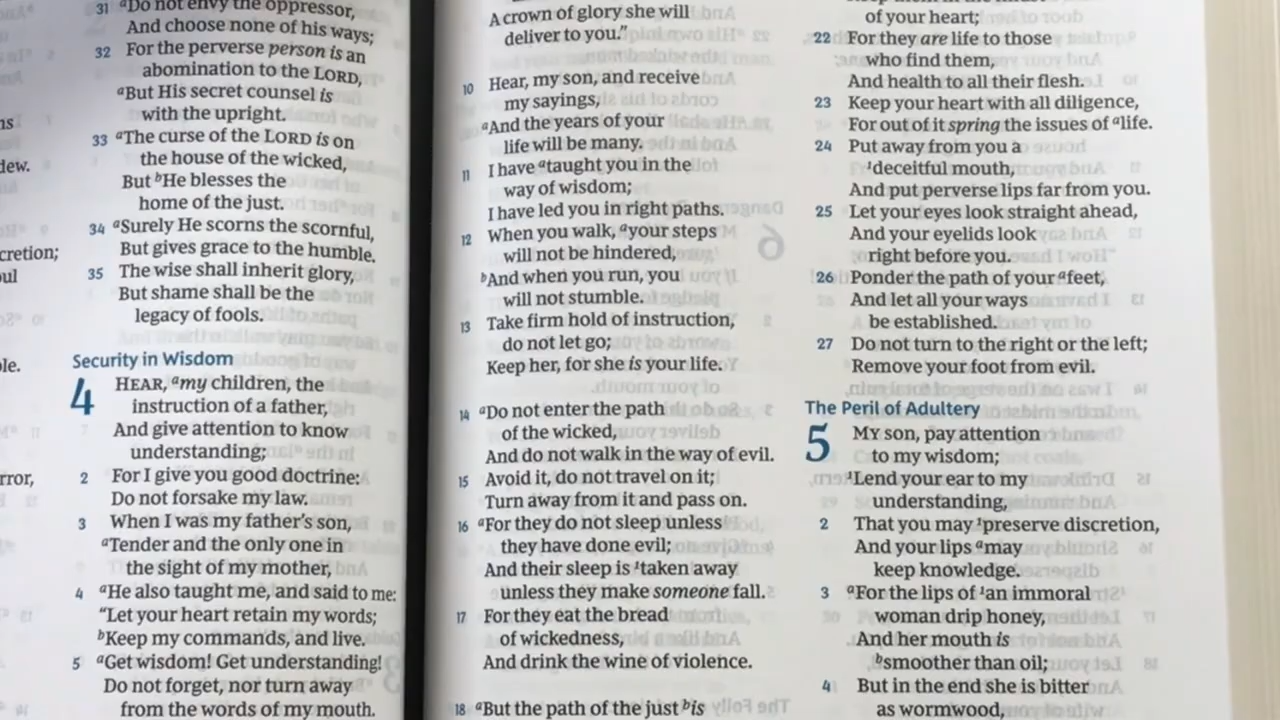 ns
dew.
cretion;
oul
ole.
rror,
31 aDo not envy the oppressor,
And choose none of his ways;
32 For the perverse person is an
abomination to the LORD,
aBut His secret counsel is
with the upright.
33 aThe curse of the LORD is on
the house of the wicked,
But bHe blesses the
home of the just.
34 aSurely He scorns the scornful,
But gives grace to the humble.
35 The wise shall inherit glory,
But shame shall be the
legacy of fools.
Security in Wisdom
4 HEAR, amy children, the
instruction of a father,
And give attention to know
understanding;
2 For I give you good doctrine:
Do not forsake my law.
3 When I was my father's son,
aTender and the only one in
the sight of my mother,
4 aHe also taught me, and said to me:
"Let your heart retain my words;
bKeep my commands, and live.
5 aGet wisdom! Get understanding!
Do not forget, nor turn away
from the words of my mouth.
A crown of glory she will
deliver to you."
10 Hear, my son, and receive
my sayings,
aAnd the years of your
life will be many.
11 I have ataught you in the
way of wisdom;
I have led you in right paths.
12 When you walk, ayour steps
will not be hindered,
bAnd when you run, you
will not stumble.
13 Take firm hold of instruction,
do not let go;
Keep her, for she is your life.
14 aDo not enter the path
of the wicked,
And do not walk in the way of evil.
15 Avoid it, do not travel on it;
Turn away from it and pass on.
16 aFor they do not sleep unless
they have done evil;
And their sleep is 1taken away
unless they make someone fall.
17 For they eat the bread
of wickedness,
And drink the wine of violence.
18 aBut the path of the just bis
of your heart;
22 For they are life to those
who find them,
And health to all their flesh.
23 Keep your heart with all diligence,
For out of it spring the issues of alife.
24 Put away from you a
1deceitful mouth,
And put perverse lips far from you.
25 Let your eyes look straight ahead,
And your eyelids look
right before you.
26 Ponder the path of your afeet,
And let all your ways
be established.
27 Do not turn to the right or the left;
Remove your foot from evil.
The Peril of Adultery
5 My son, pay attention
to my wisdom;
1Lend your ear to my
understanding,
2 That you may 1preserve discretion,
And your lips amay
keep knowledge.
3 aFor the lips of 1an immoral
woman drip honey,
And her mouth is
bsmoother than oil;
4 But in the end she is bitter
as wormwood,